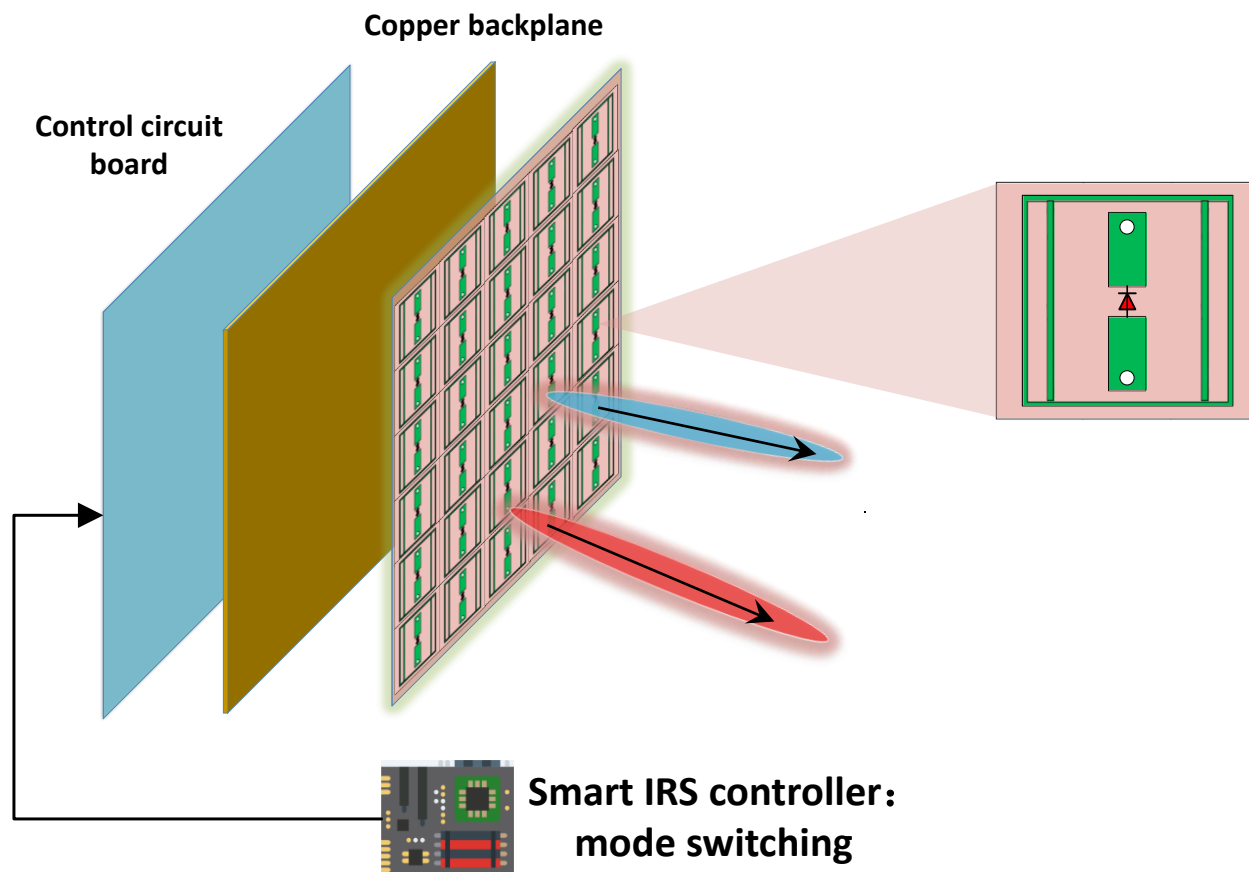 Copper backplane
Control circuit
board
Smart IRS controller：
mode switching